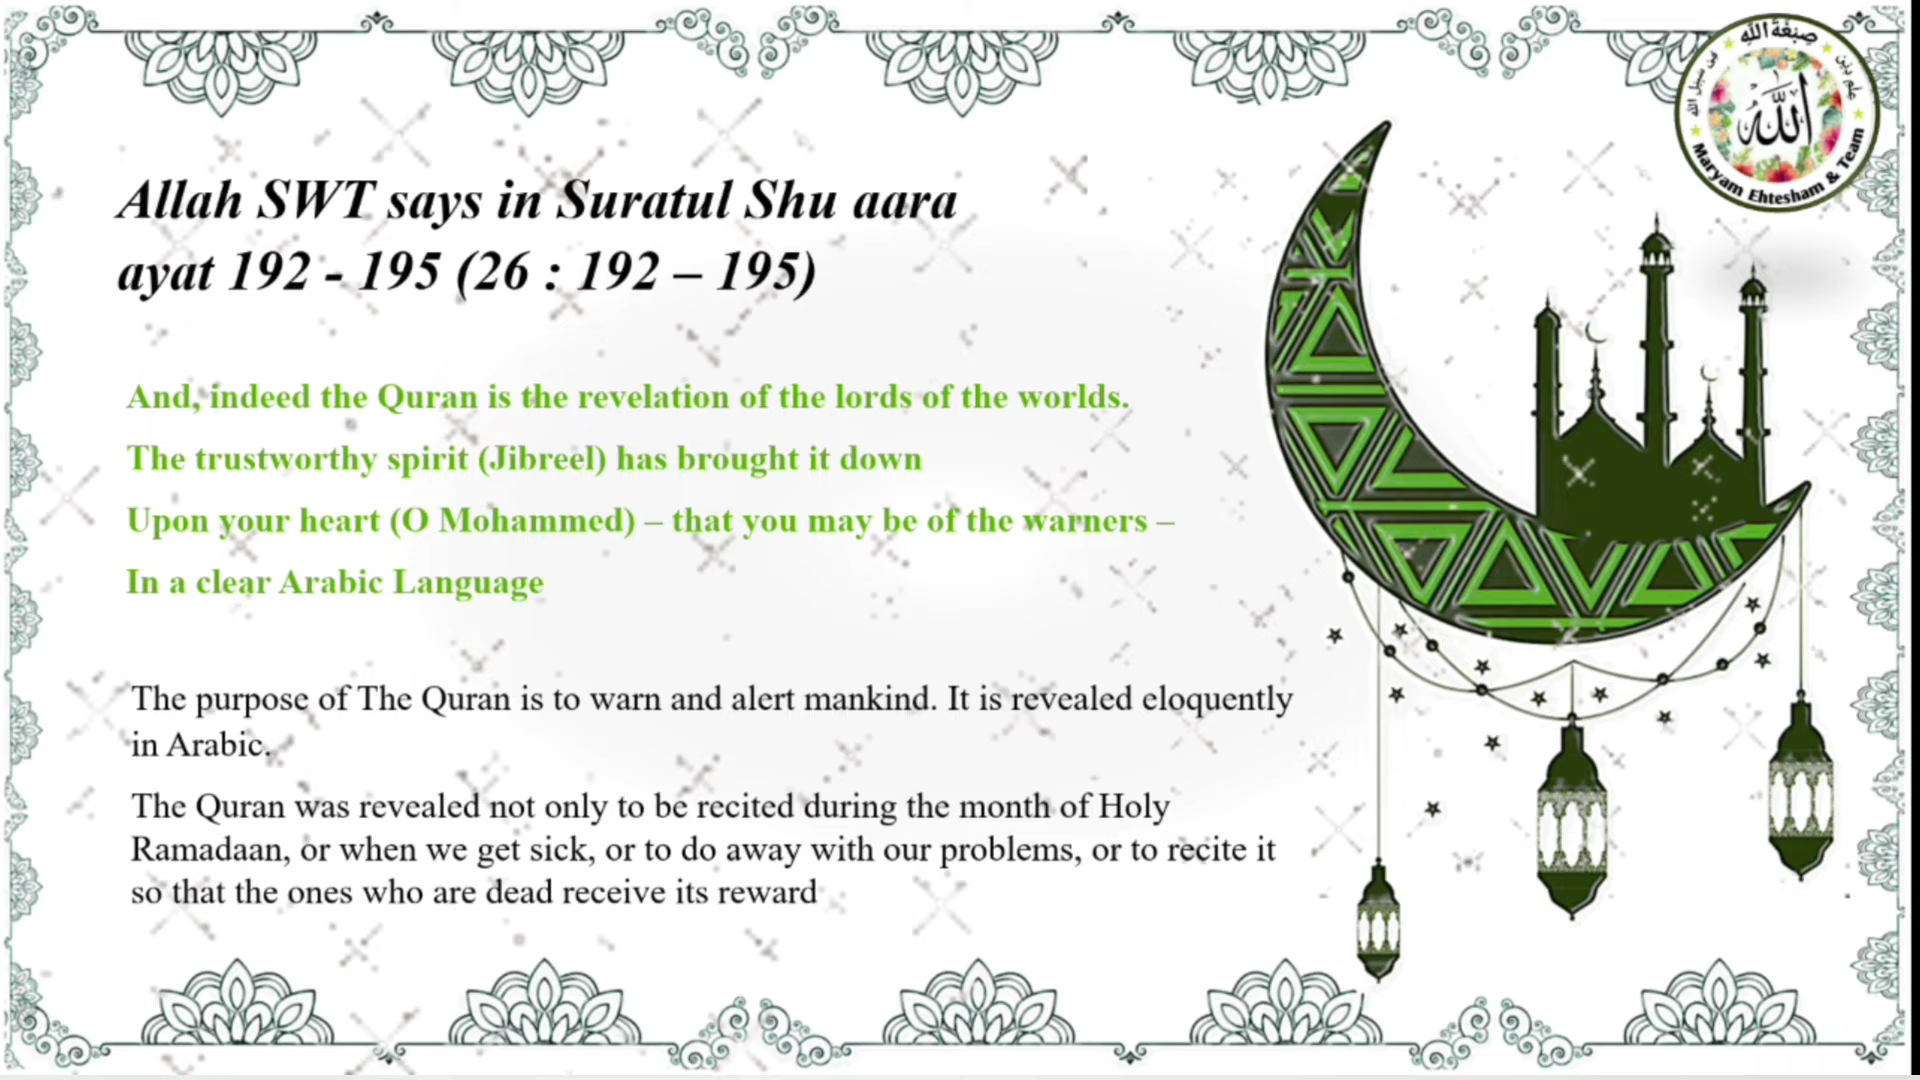 Allah SWT says in Suratul Shu aara
ayat 192 - 195 (26 : 192 – 195)
And, indeed the Quran is the revelation of the lords of the worlds.
The trustworthy spirit (Jibreel) has brought it down
Upon your heart (O Mohammed) – that you may be of the warners –
In a clear Arabic Language
The purpose of The Quran is to warn and alert mankind. It is revealed eloquently
in Arabic.
The Quran was revealed not only to be recited during the month of Holy
Ramadaan, or when we get sick, or to do away with our problems, or to recite it
so that the ones who are dead receive its reward
صبغة الله
في سبيل الله
علم دين
الله
Maryam Ehtesham & Team